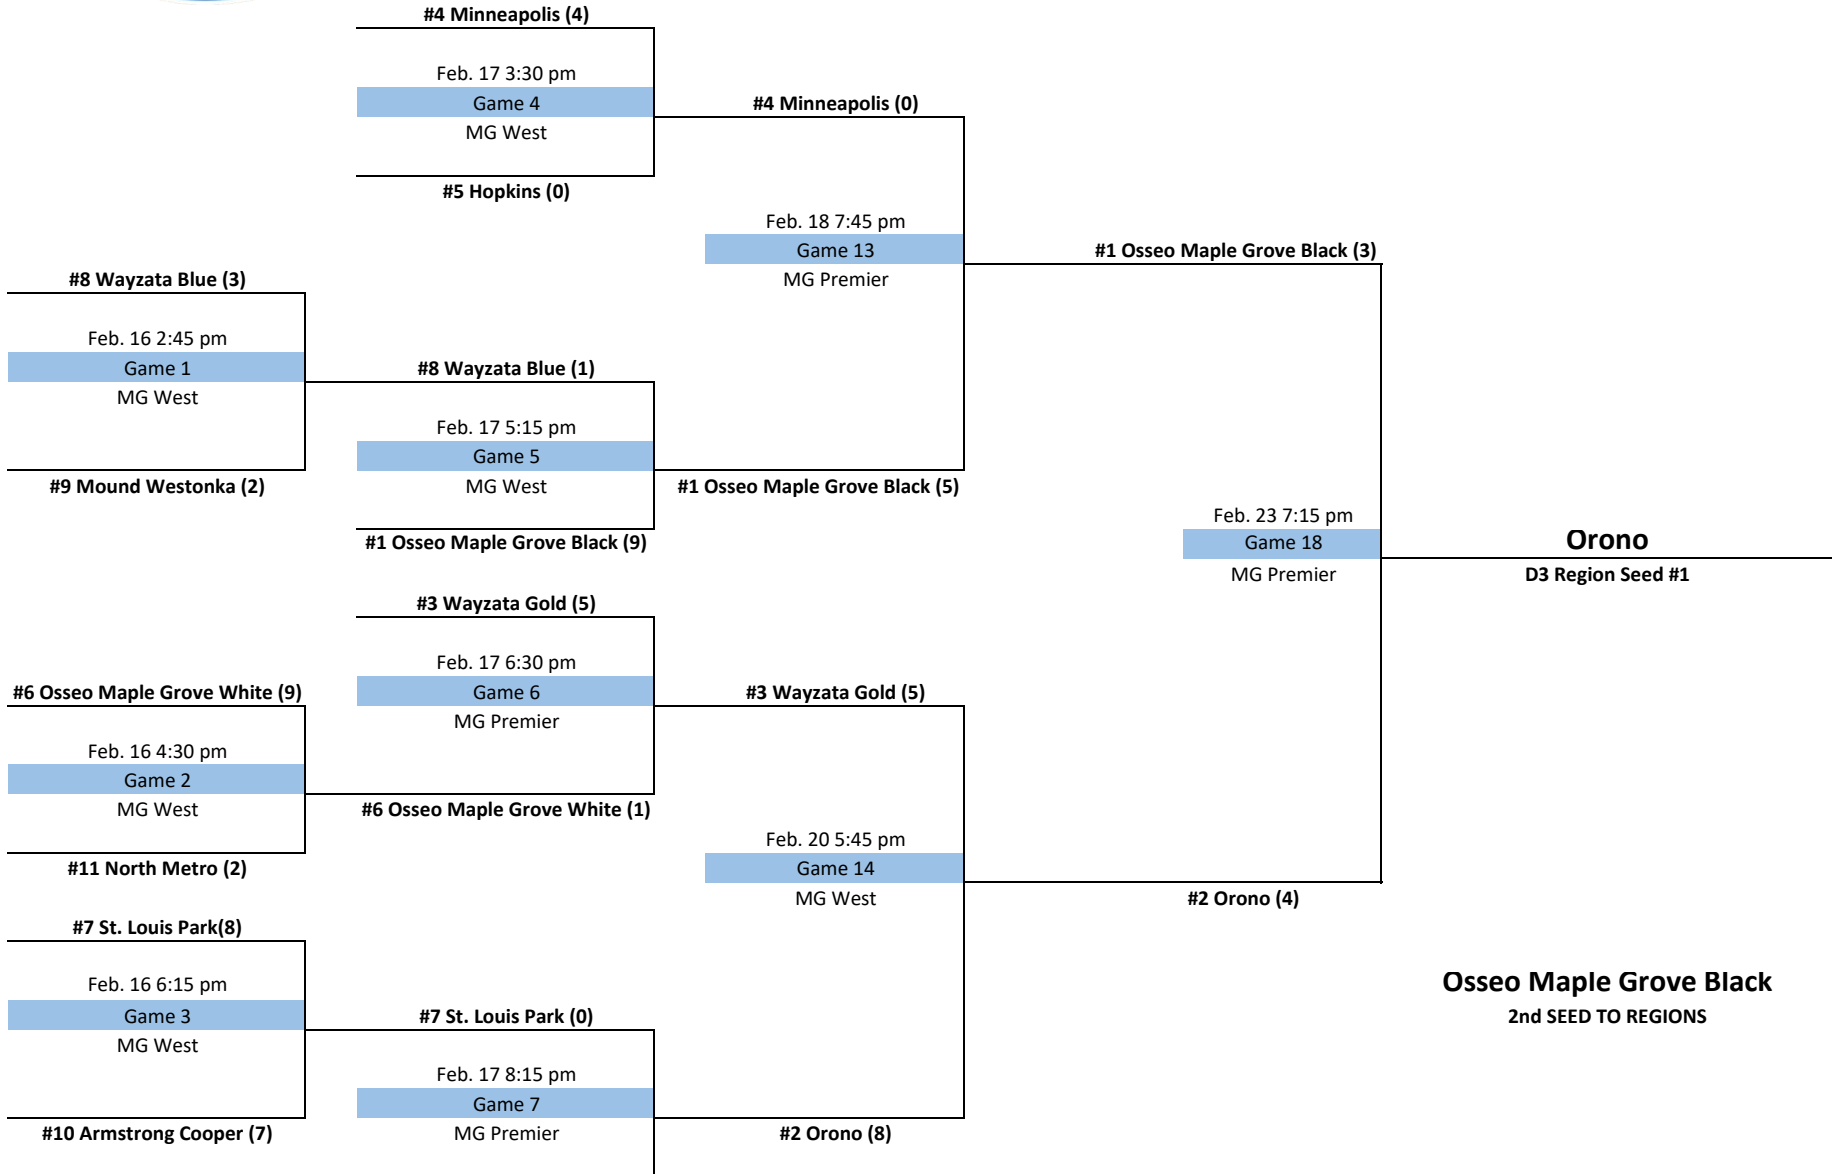 #4 Minneapolis (4)
Feb. 17 3:30 pm
Game 4
#4 Minneapolis (0)
MG West
#5 Hopkins (0)
Feb. 18 7:45 pm
Game 13
#1 Osseo Maple Grove Black (3)
#8 Wayzata Blue (3)
MG Premier
Feb. 16 2:45 pm
Game 1
#8 Wayzata Blue (1)
MG West
Feb. 17 5:15 pm
Game 5
#9 Mound Westonka (2)
MG West
#1 Osseo Maple Grove Black (5)
Feb. 23 7:15 pm
#1 Osseo Maple Grove Black (9)
Game 18
Orono
MG Premier
D3 Region Seed #1
#3 Wayzata Gold (5)
Feb. 17 6:30 pm
#6 Osseo Maple Grove White (9)
Game 6
#3 Wayzata Gold (5)
MG Premier
Feb. 16 4:30 pm
Game 2
MG West
#6 Osseo Maple Grove White (1)
Feb. 20 5:45 pm
#11 North Metro (2)
Game 14
MG West
#2 Orono (4)
#7 St. Louis Park(8)
Feb. 16 6:15 pm
Osseo Maple Grove Black
Game 3
#7 St. Louis Park (0)
2nd SEED TO REGIONS
MG West
Feb. 17 8:15 pm
Game 7
#10 Armstrong Cooper (7)
MG Premier
#2 Orono (8)